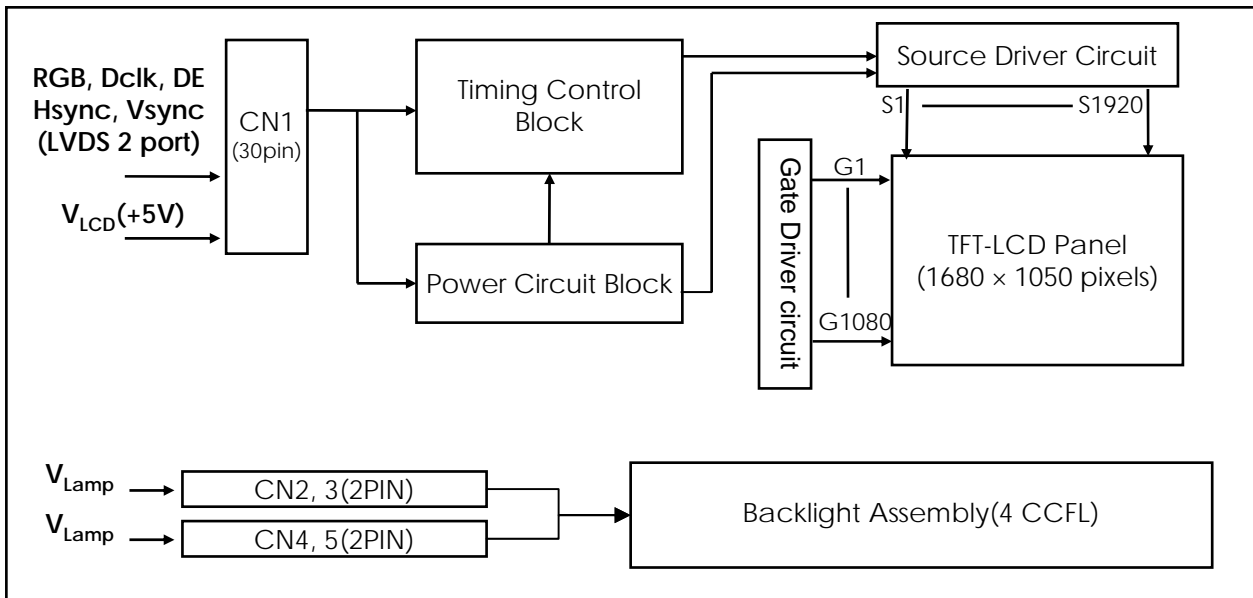 RGB, Dclk, DE
Hsync, Vsync
(LVDS 2 port)
VLCD(+5V)
CN1
(30pin)
Timing Control
Block
Power Circuit Block
Source Driver Circuit
S1
S1920
Gate Driver circuit
G1
G1080
TFT-LCD Panel
(1680 × 1050 pixels)
VLamp
CN2, 3(2PIN)
VLamp
CN4, 5(2PIN)
Backlight Assembly(4 CCFL)